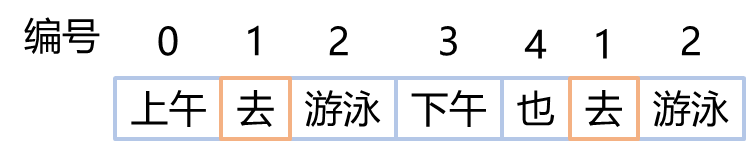 编号 0 1 2 3 4 1 2
上午 去 游泳 下午 也 去 游泳